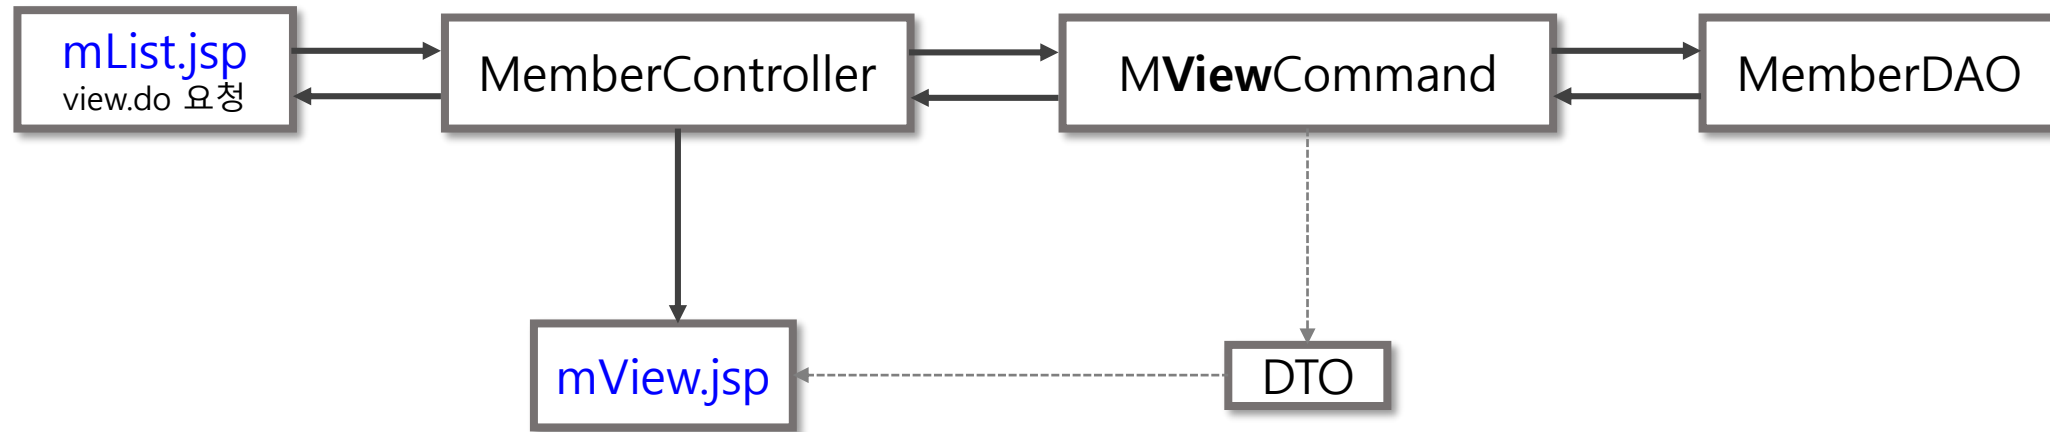 mList.jsp
view.do 요청
MemberController
MViewCommand
MemberDAO
mView.jsp
DTO